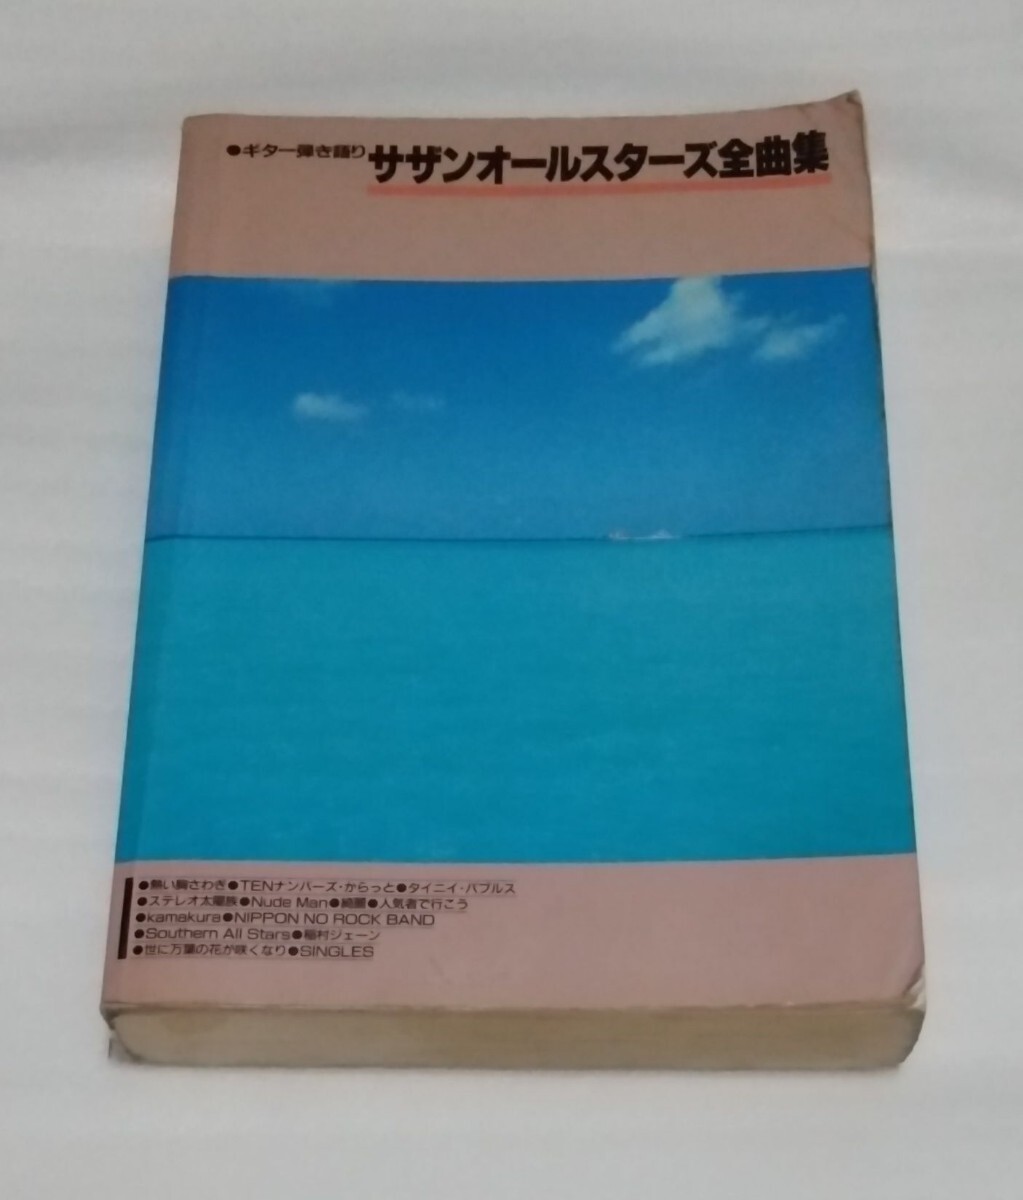 ●ギター弾き語り サザンオールスターズ全曲集
●熱い胸さわぎ●TENナンバーズ・からっと●タイニイ・バブルス
●ステレオ太陽族●Nude Man●綺麗●人気者で行こう
●kamakura●NIPPON NO ROCK BAND
●Southern All Stars●稲村ジェーン
●世に万葉の花が咲くなり●SINGLES